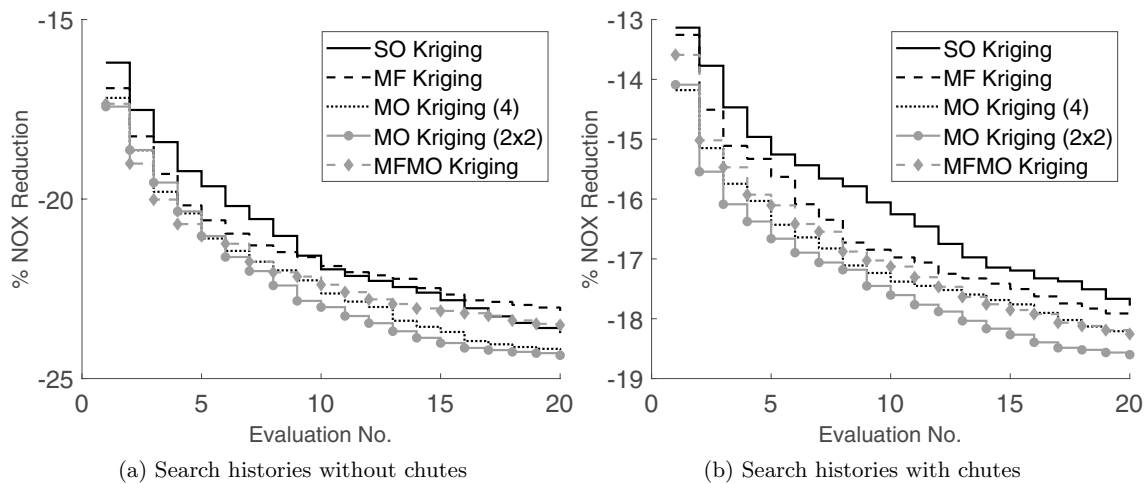 -15
-20
-25
0
5
10
15
20
% NOX Reduction
Evaluation No.
SO Kriging
MF Kriging
MO Kriging (4)
MO Kriging (2x2)
MFMO Kriging
(a) Search histories without chutes
-13
-14
-15
-16
-17
-18
-19
0
5
10
15
20
% NOX Reduction
Evaluation No.
SO Kriging
MF Kriging
MO Kriging (4)
MO Kriging (2x2)
MFMO Kriging
(b) Search histories with chutes